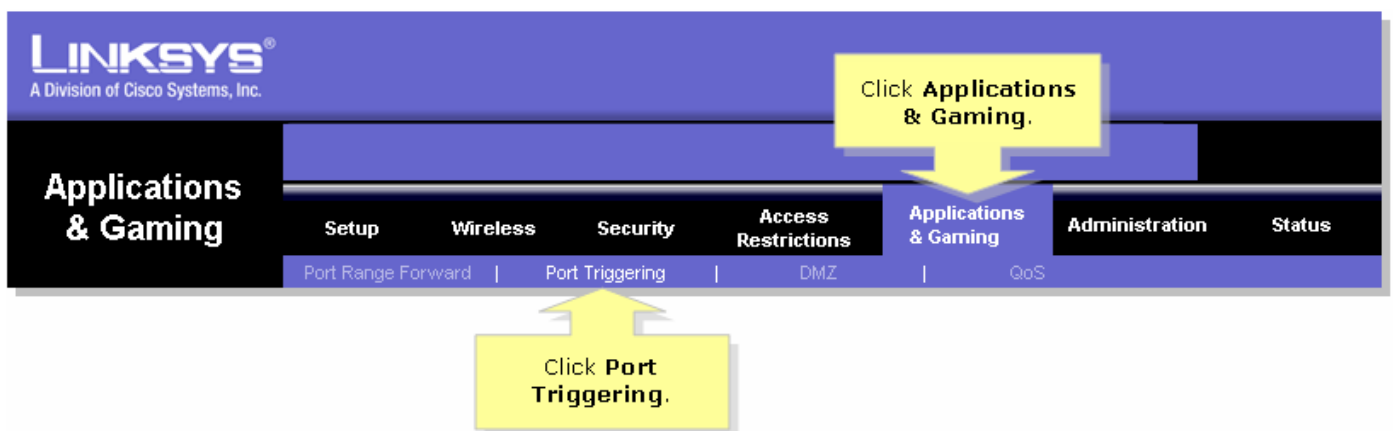 LINKSYS®
A Division of Cisco Systems, Inc.
Click Applications
& Gaming.
Applications
& Gaming
Setup
Wireless
Security
Access
Restrictions
Applications
& Gaming
Administration
Status
Port Range Forward | Port Triggering | DMZ | QoS
Click Port
Triggering.